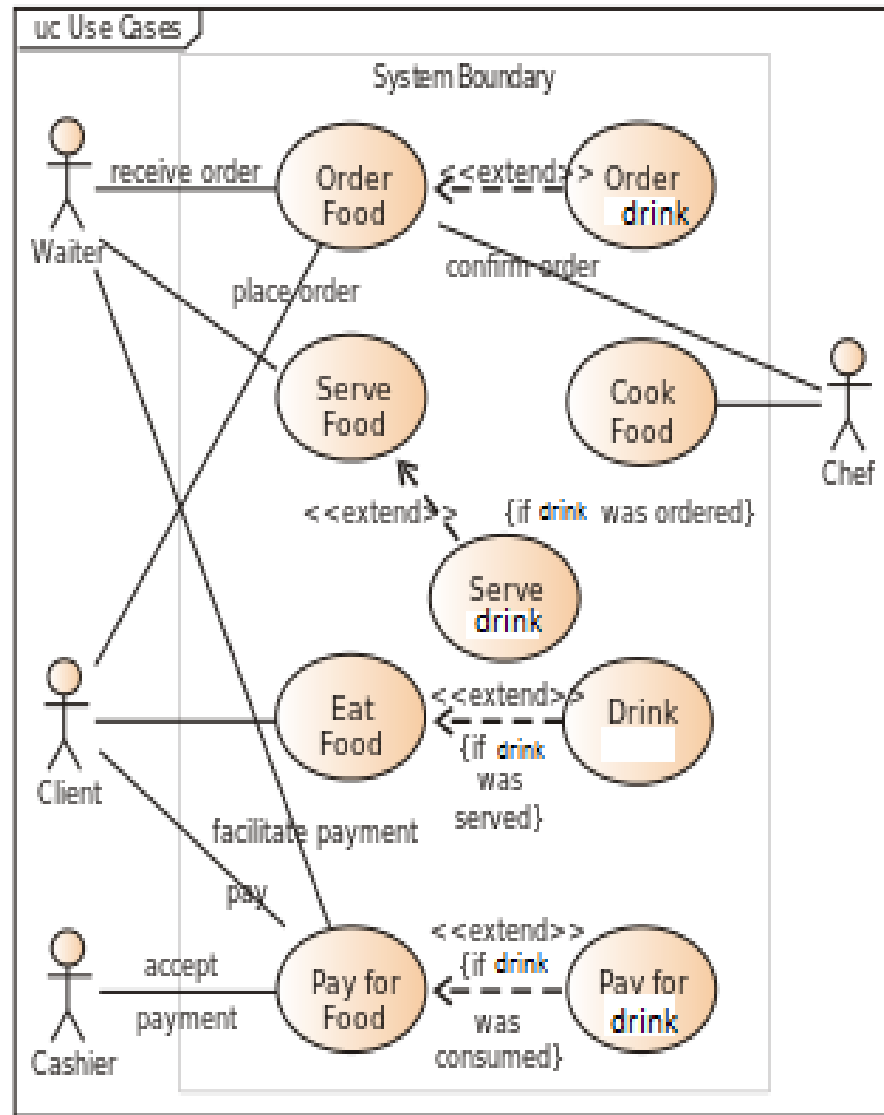 uc Use Cases
System Boundary
receive order
Order
Food
<<extend>>
Order
drink
Waiter
place order
confirm order
Serve
Food
Cook
Food
Chef
<<extend>>
{if drink was ordered}
Serve
drink
Eat
Food
<<extend>>
{if drink
was
served}
Drink
Client
facilitate payment
pay
accept
payment
Pay for
Food
<<extend>>
{if drink
was
consumed}
Pav for
drink
Cashier